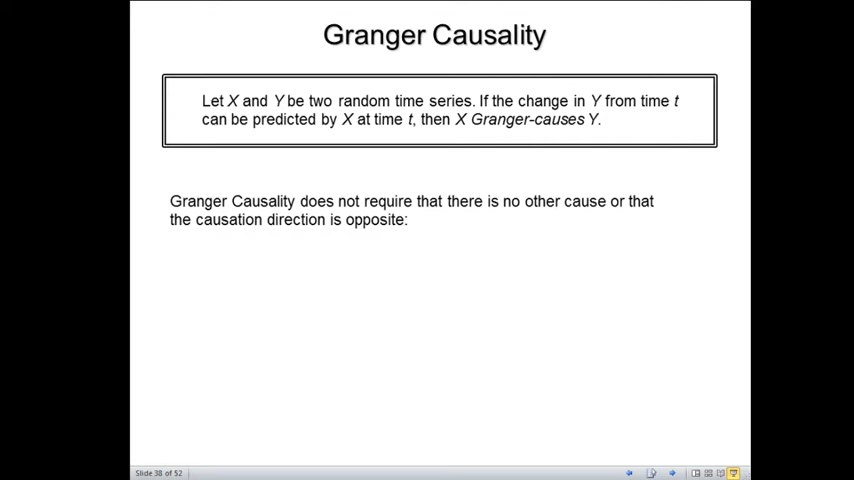 Granger Causality
Let X and Y be two random time series. If the change in Y from time t
can be predicted by X at time t, then X Granger-causes Y.
Granger Causality does not require that there is no other cause or that
the causation direction is opposite:
Slide 38 of 52